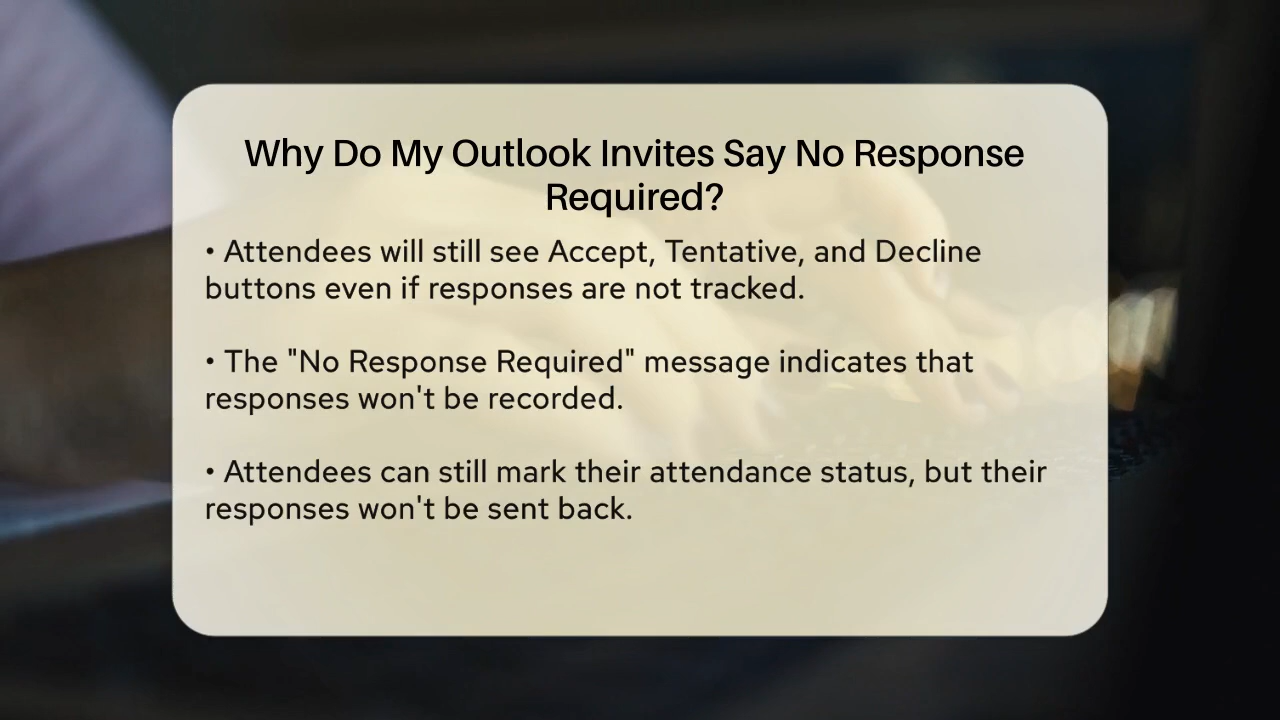 Why Do My Outlook Invites Say No Response
Required?
• Attendees will still see Accept, Tentative, and Decline
buttons even if responses are not tracked.
• The "No Response Required" message indicates that
responses won't be recorded.
• Attendees can still mark their attendance status, but their
responses won't be sent back.